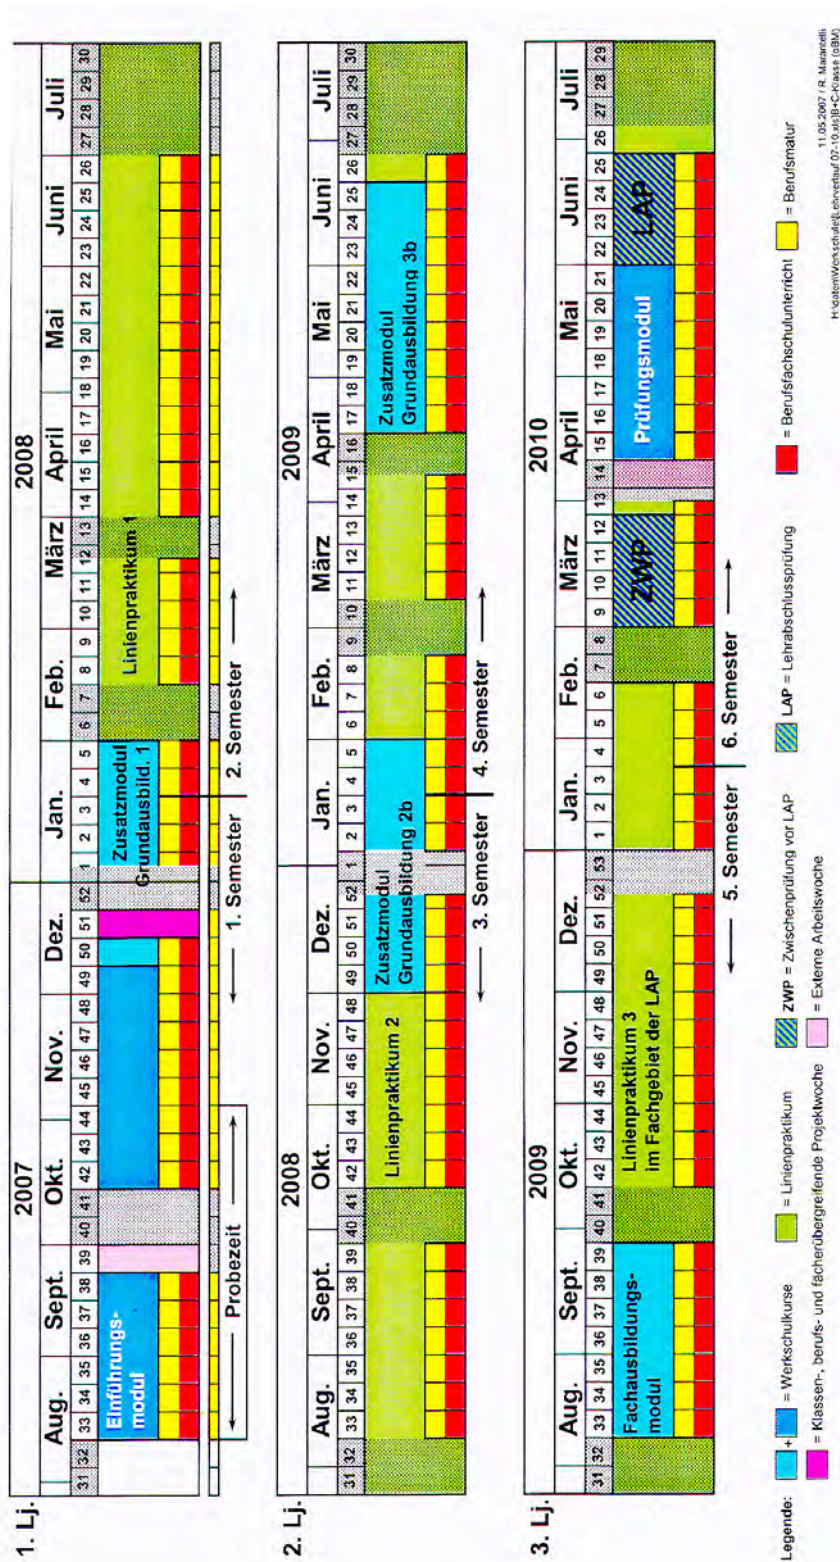 1. Lj.
2007 2008
Aug. Sept. Okt. Nov. Dez. Jan. Feb. März April Mai Juni Juli
31 32 33 34 35 36 37 38 39 40 41 42 43 44 45 46 47 48 49 50 51 52 1 2 3 4 5 6 7 8 9 10 11 12 13 14 15 16 17 18 19 20 21 22 23 24 25 26 27 28 29 30
Einführungs-
modul
Zusatzmodul
Grundausbild. 1
Linienpraktikum 1
Probezeit
1. Semester 2. Semester
2. Lj.
2008 2009
Aug. Sept. Okt. Nov. Dez. Jan. Feb. März April Mai Juni Juli
31 32 33 34 35 36 37 38 39 40 41 42 43 44 45 46 47 48 49 50 51 52 1 2 3 4 5 6 7 8 9 10 11 12 13 14 15 16 17 18 19 20 21 22 23 24 25 26 27 28 29 30
Linienpraktikum 2
Zusatzmodul
Grundausbildung 2b
Zusatzmodul
Grundausbildung 3b
3. Semester 4. Semester
3. Lj.
2009 2010
Aug. Sept. Okt. Nov. Dez. Jan. Feb. März April Mai Juni Juli
31 32 33 34 35 36 37 38 39 40 41 42 43 44 45 46 47 48 49 50 51 52 53 1 2 3 4 5 6 7 8 9 10 11 12 13 14 15 16 17 18 19 20 21 22 23 24 25 26 27 28 29
Fachausbildungs-
modul
Linienpraktikum 3
im Fachgebiet der LAP
ZWP
Prüfungsmodul
LAP
5. Semester 6. Semester
Legende: + = Werkschulkurse = Linienpraktikum ZWP = Zwischenprüfung vor LAP LAP = Lehrabschlussprüfung = Berufsfachschulunterricht = Berufsmatur
= Klassen-, berufs- und fächerübergreifende Projektwoche = Externe Arbeitswoche
11.05.2007 / R. Marantelli